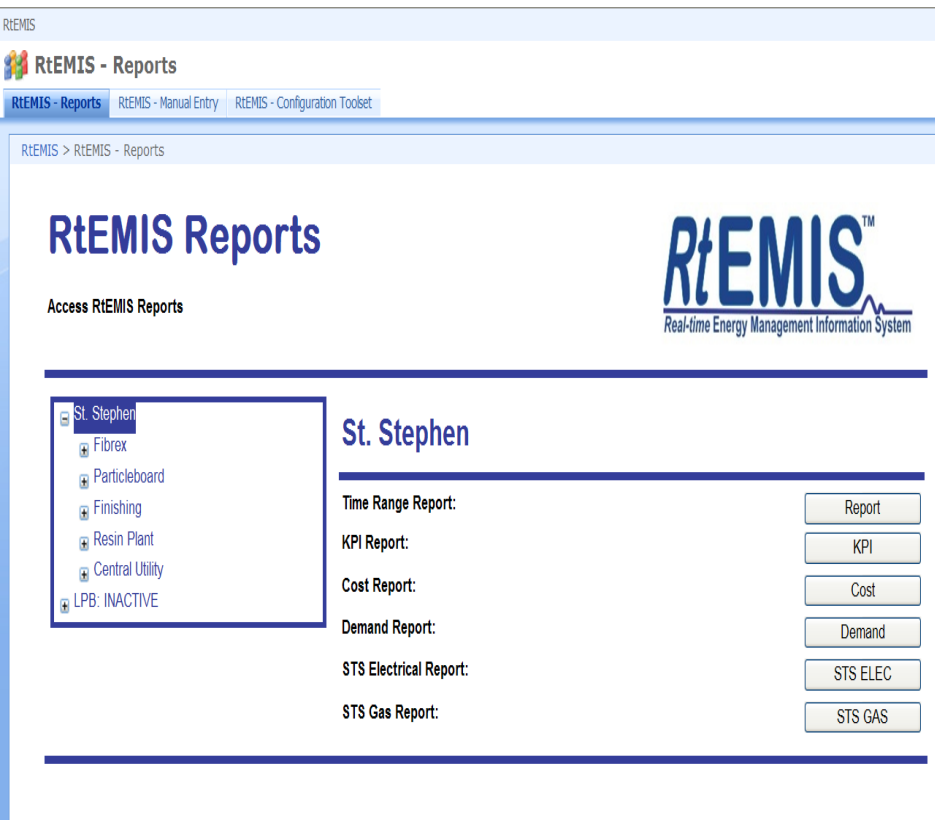 RtEMIS
RtEMIS - Reports
RtEMIS - Reports RtEMIS - Manual Entry RtEMIS - Configuration Toolset
RtEMIS > RtEMIS - Reports
RtEMIS Reports
Access RtEMIS Reports
RtEMIS™
Real-time Energy Management Information System
St. Stephen
Fibrex
Particleboard
Finishing
Resin Plant
Central Utility
LPB: INACTIVE
St. Stephen
Time Range Report: Report
KPI Report: KPI
Cost Report: Cost
Demand Report: Demand
STS Electrical Report: STS ELEC
STS Gas Report: STS GAS